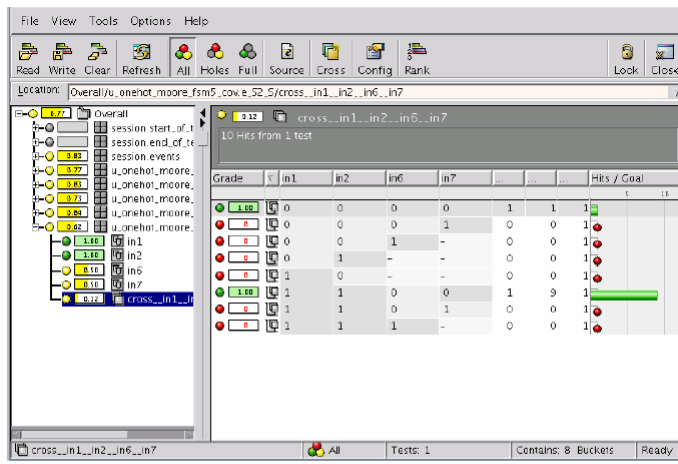 File View Tools Options Help
Read Write Clear Refresh All Holes Full Source Cross Config Rank Lock Close
Location: Overall/u_onehot_moore_fsm5_cov.e_52_5/cross__in1__in2__in6__in7
0.77 Overall
session.start_of_t
session.end_of_te
0.83 session.events
0.77 u_onehot_moore_
0.83 u_onehot_moore_
0.73 u_onehot_moore_
0.84 u_onehot_moore_
0.62 u_onehot_moore_
1.00 in1
1.00 in2
0.50 in6
0.50 in7
0.12 cross__in1__in
0.12 cross__in1__in2__in6__in7
10 Hits from 1 test
Grade in1 in2 in6 in7 ... ... ... Hits / Goal
5 10
1.00 0 0 0 0 1 1 1
0 0 0 0 1 0 0 1
0 0 0 1 - 0 0 1
0 0 1 - - 0 0 1
0 1 0 - - 0 0 1
1.00 1 1 0 0 1 9 1
0 1 1 0 1 0 0 1
0 1 1 1 - 0 0 1
cross__in1__in2__in6__in7 All Tests: 1 Contains: 8 Buckets Ready